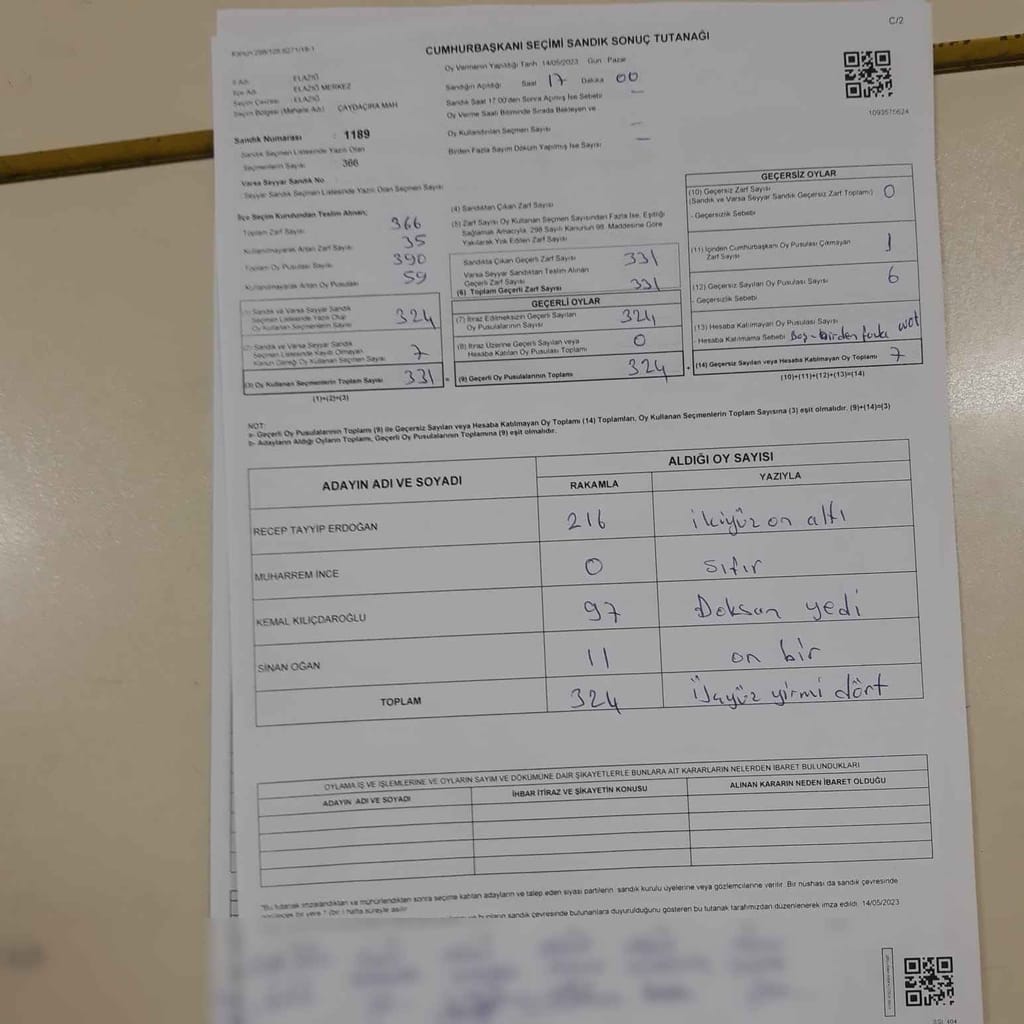 C/2
CUMHURBAŞKANI SEÇİMİ SANDIK SONUÇ TUTANAĞI
İl Adı : ELAZIĞ
İlçe Adı : ELAZIĞ MERKEZ
Seçim Çevresi : ELAZIĞ
Seçim Bölgesi (Mahalle Adı) : ÇAYDAÇIRA MAH
Sandık Numarası : 1189
Sandık Seçmen Listesinde Yazılı Olan
Seçmenlerin Sayısı : 366
Varsa Seyyar Sandık No
Seyyar Sandık Seçmen Listesinde Yazılı Olan Seçmen Sayısı
Oy Vermenin Yapıldığı Tarih 14/05/2023 Gün Pazar
Sandığın Açıldığı Saat 17 Dakika 00
Sandık Saat 17.00'den Sonra Açılmış İse Sebebi —
Oy Verme Saati Bitiminde Sırada Bekleyen ve
Oy Kullandırılan Seçmen Sayısı —
Birden Fazla Sayım Döküm Yapılmış İse Sayısı —
1093575624
İlçe Seçim Kurulundan Teslim Alınan;
Toplam Zarf Sayısı 366
Kullanılmayarak Artan Zarf Sayısı 35
Toplam Oy Pusulası Sayısı 390
Kullanılmayarak Artan Oy Pusulası 59
(1) Sandık ve Varsa Seyyar Sandık
Seçmen Listesinde Yazılı Olup
Oy Kullanan Seçmenlerin Sayısı 324
(2) Sandık ve Varsa Seyyar Sandık
Seçmen Listesinde Kayıtlı Olmayan
Kanun Gereği Oy Kullanan Seçmen Sayısı 7
(3) Oy Kullanan Seçmenlerin Toplam Sayısı 331
(1)+(2)=(3)
(4) Sandıktan Çıkan Zarf Sayısı
(5) Zarf Sayısı Oy Kullanan Seçmen Sayısından Fazla İse, Eşitliği
Sağlamak Amacıyla, 298 Sayılı Kanunun 98. Maddesine Göre
Yakılarak Yok Edilen Zarf Sayısı
Sandıkta Çıkan Geçerli Zarf Sayısı 331
Varsa Seyyar Sandıktan Teslim Alınan
Geçerli Zarf Sayısı
(6) Toplam Geçerli Zarf Sayısı 331
GEÇERLİ OYLAR
(7) İtiraz Edilmeksizin Geçerli Sayılan
Oy Pusulasının Sayısı 324
(8) İtiraz Üzerine Geçerli Sayılan veya
Hesaba Katılan Oy Pusulası Toplamı 0
(9) Geçerli Oy Pusulalarının Toplamı 324
GEÇERSİZ OYLAR
(10) Geçersiz Zarf Sayısı
(Sandık ve Varsa Seyyar Sandık Geçersiz Zarf Toplamı) 0
- Geçersizlik Sebebi
(11) İçinden Cumhurbaşkanı Oy Pusulası Çıkmayan
Zarf Sayısı 1
(12) Geçersiz Sayılan Oy Pusulası Sayısı 6
- Geçersizlik Sebebi
(13) Hesaba Katılmayan Oy Pusulası Sayısı
- Hesaba Katılmama Sebebi Boş - birden fazla
(14) Geçersiz Sayılan veya Hesaba Katılmayan Oy Toplamı 7
(10)+(11)+(12)+(13)=(14)
NOT:
a- Geçerli Oy Pusulalarının Toplamı (9) ile Geçersiz Sayılan veya Hesaba Katılmayan Oy Toplamı (14) Toplamları, Oy Kullanan Seçmenlerin Toplam Sayısına (3) eşit olmalıdır. (9)+(14)=(3)
b- Adayların Aldığı Oyların Toplamı, Geçerli Oy Pusulalarının Toplamına (9) eşit olmalıdır.
ADAYIN ADI VE SOYADI
ALDIĞI OY SAYISI
RAKAMLA YAZIYLA
RECEP TAYYİP ERDOĞAN 216 ikiyüz on altı
MUHARREM İNCE 0 sıfır
KEMAL KILIÇDAROĞLU 97 Doksan yedi
SİNAN OĞAN 11 on bir
TOPLAM 324 Üçyüz yirmi dört
OYLAMA İŞ VE İŞLEMLERİNE VE OYLARIN SAYIM VE DÖKÜMÜNE DAİR ŞİKAYETLERLE BUNLARA AİT KARARLARIN NELERDEN İBARET BULUNDUKLARI
ADAYIN ADI VE SOYADI İHBAR İTİRAZ VE ŞİKAYETİN KONUSU ALINAN KARARIN NEDEN İBARET OLDUĞU
"Bu tutanak imzalandıktan ve mühürlendikten sonra seçime katılan adayların ve talep eden siyasi partilerin sandık kurulu üyelerine veya gözlemcilerine verilir. Bir nüshası da sandık çevresinde
bir yere 1 (bir) hafta süreyle asılır
sandık çevresinde bulunanlara duyurulduğunu gösteren bu tutanak tarafımızdan düzenlenerek imza edildi. 14/05/2023